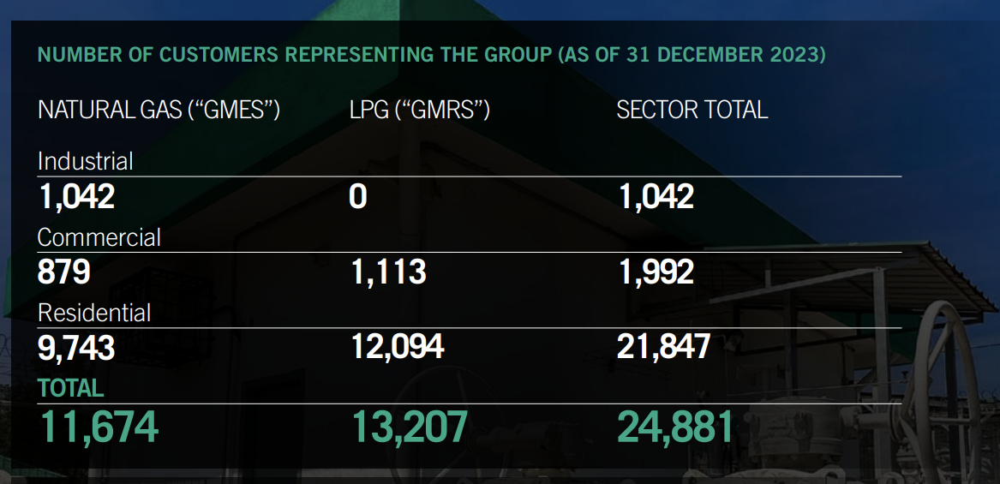 NUMBER OF CUSTOMERS REPRESENTING THE GROUP (AS OF 31 DECEMBER 2023)
NATURAL GAS (“GMES”) LPG (“GMRS”) SECTOR TOTAL
Industrial
1,042 0 1,042
Commercial
879 1,113 1,992
Residential
9,743 12,094 21,847
TOTAL
11,674 13,207 24,881